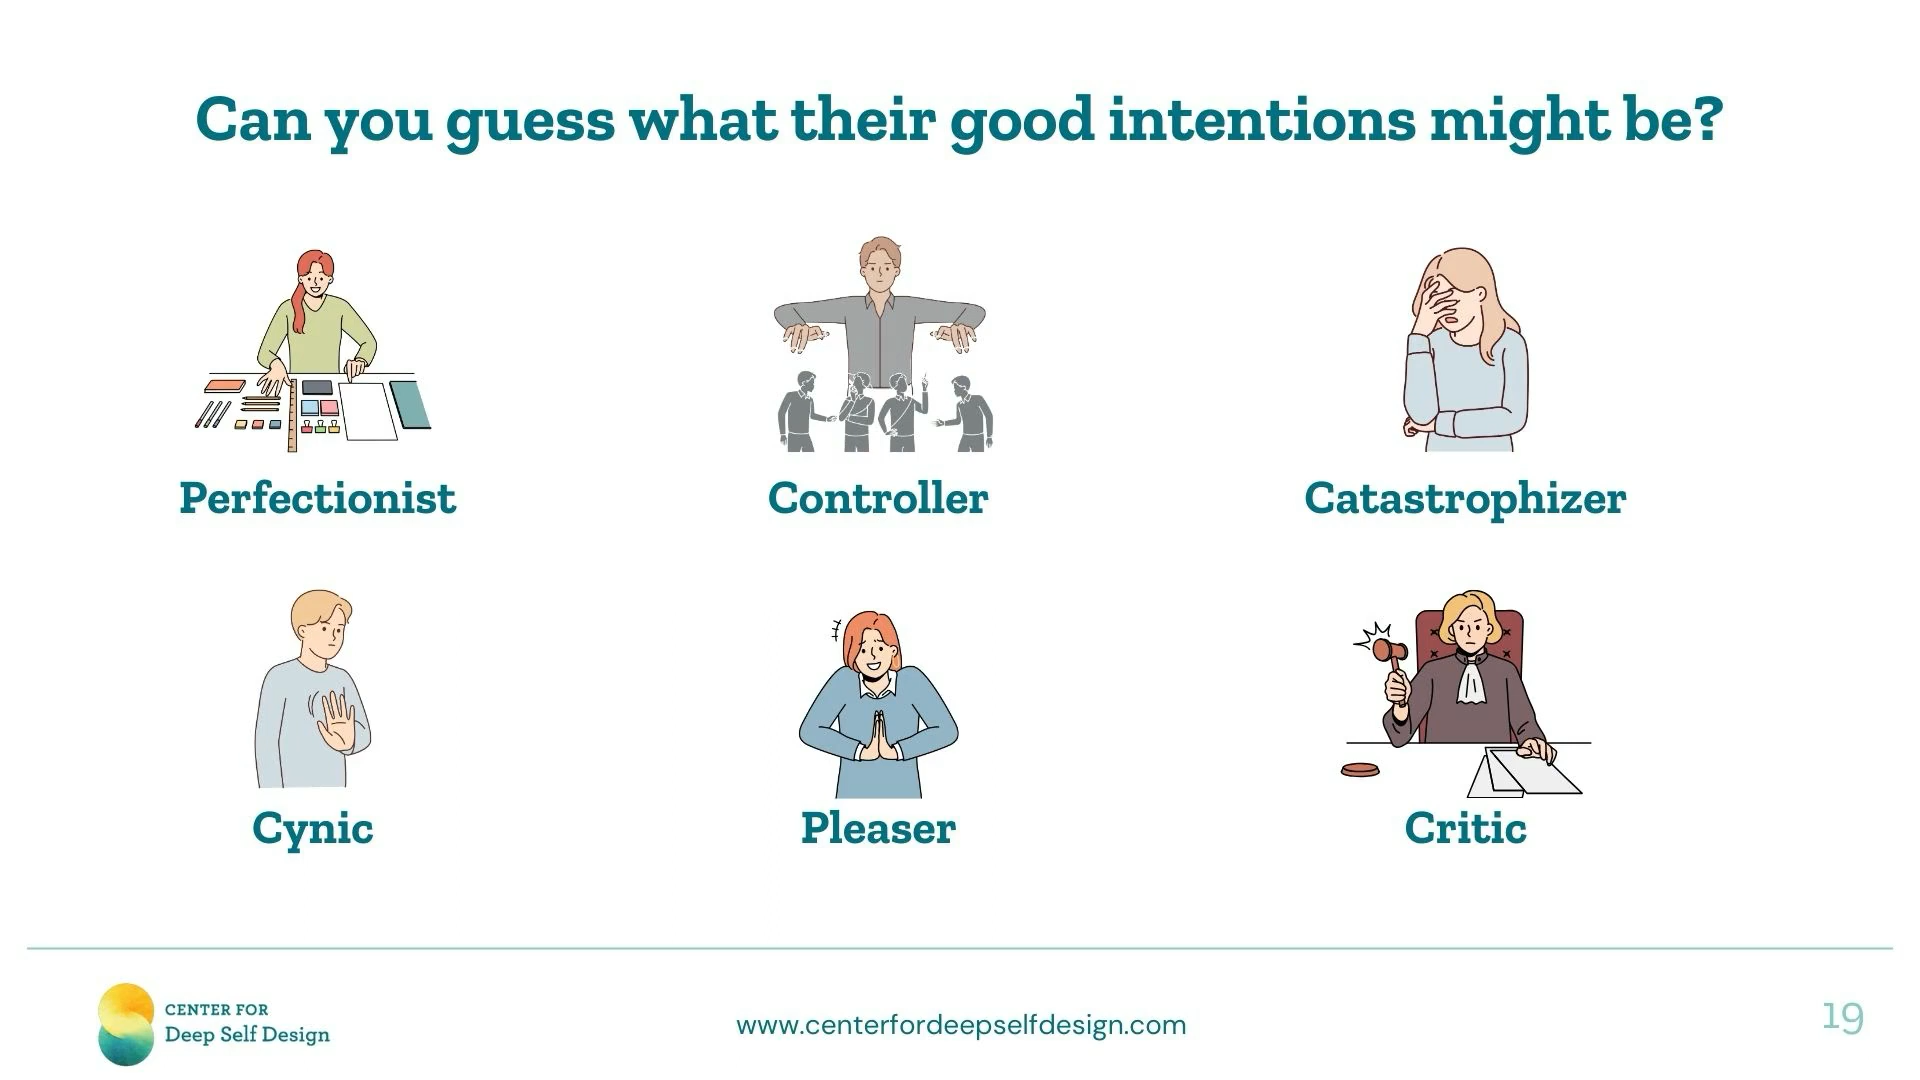 Can you guess what their good intentions might be?
Perfectionist
Controller
Catastrophizer
Cynic
Pleaser
Critic
CENTER FOR
Deep Self Design
www.centerfordeepselfdesign.com
19